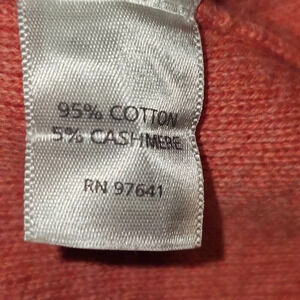 95% COTTON
5% CASHMERE
RN 97641